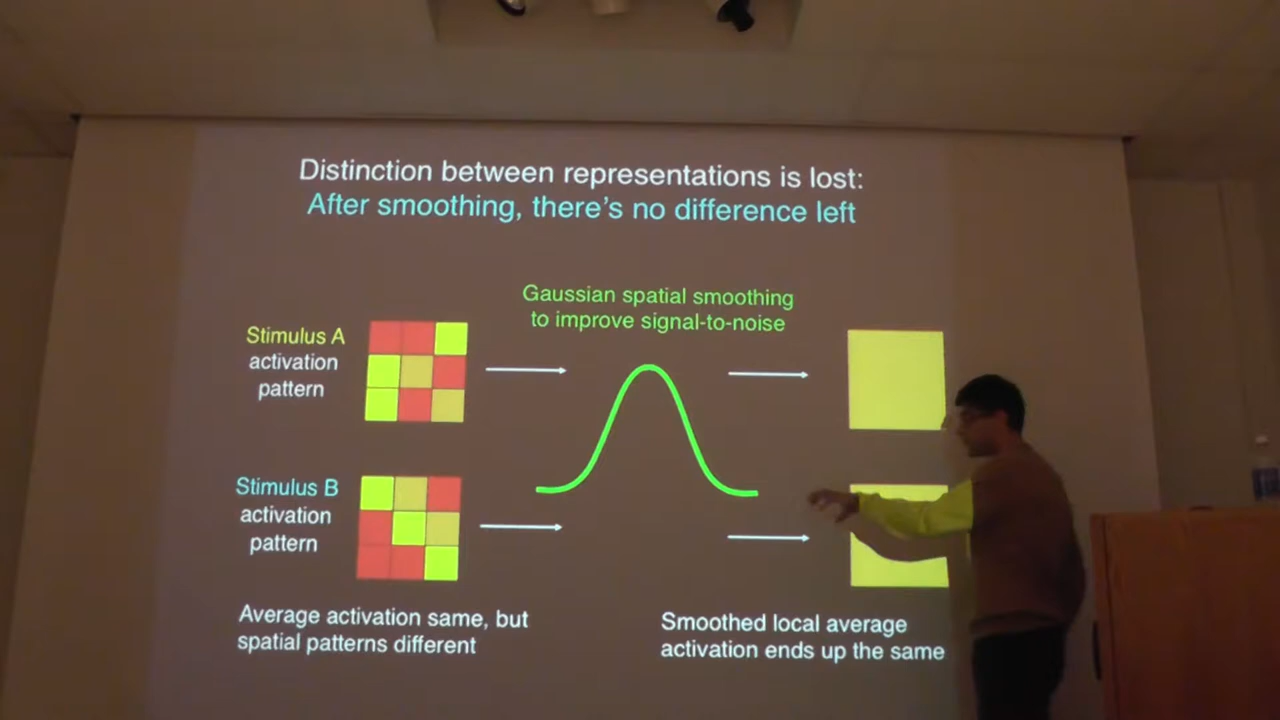 Distinction between representations is lost:
After smoothing, there's no difference left
Gaussian spatial smoothing
to improve signal-to-noise
Stimulus A
activation
pattern
Stimulus B
activation
pattern
Average activation same, but
spatial patterns different
Smoothed local average
activation ends up the same